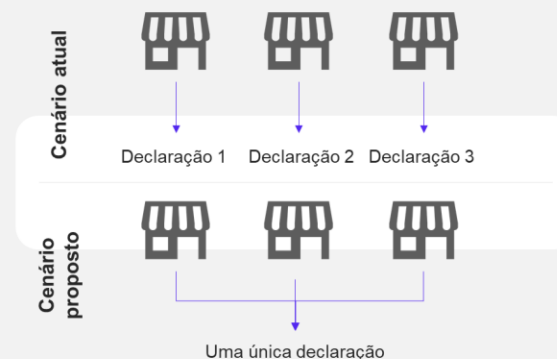 Cenário atual
Declaração 1
Declaração 2
Declaração 3
Cenário
proposto
Uma única declaração